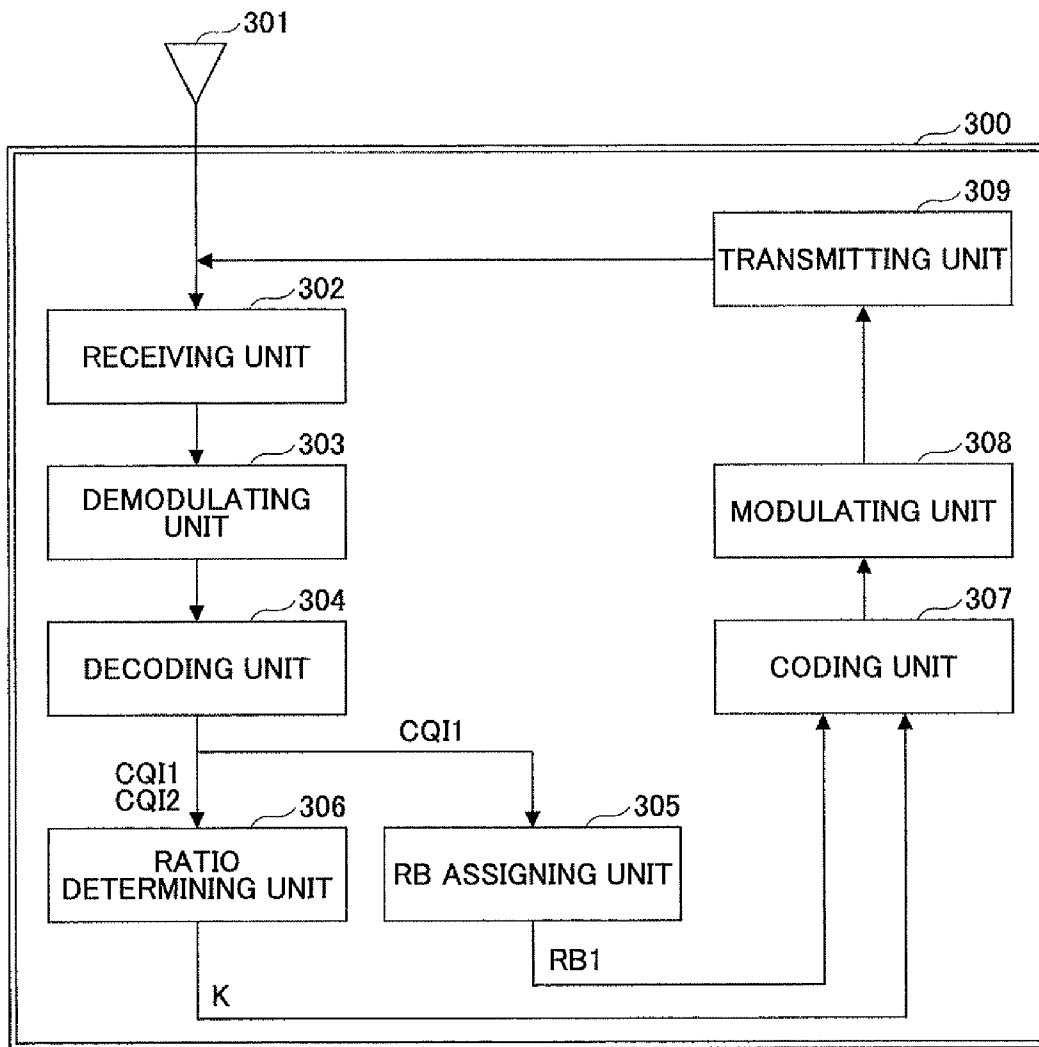 301
300
309
TRANSMITTING UNIT
302
RECEIVING UNIT
303
DEMODULATING
UNIT
308
MODULATING UNIT
304
DECODING UNIT
307
CODING UNIT
CQI1
CQI1
CQI2
306
RATIO
DETERMINING UNIT
305
RB ASSIGNING UNIT
RB1
K